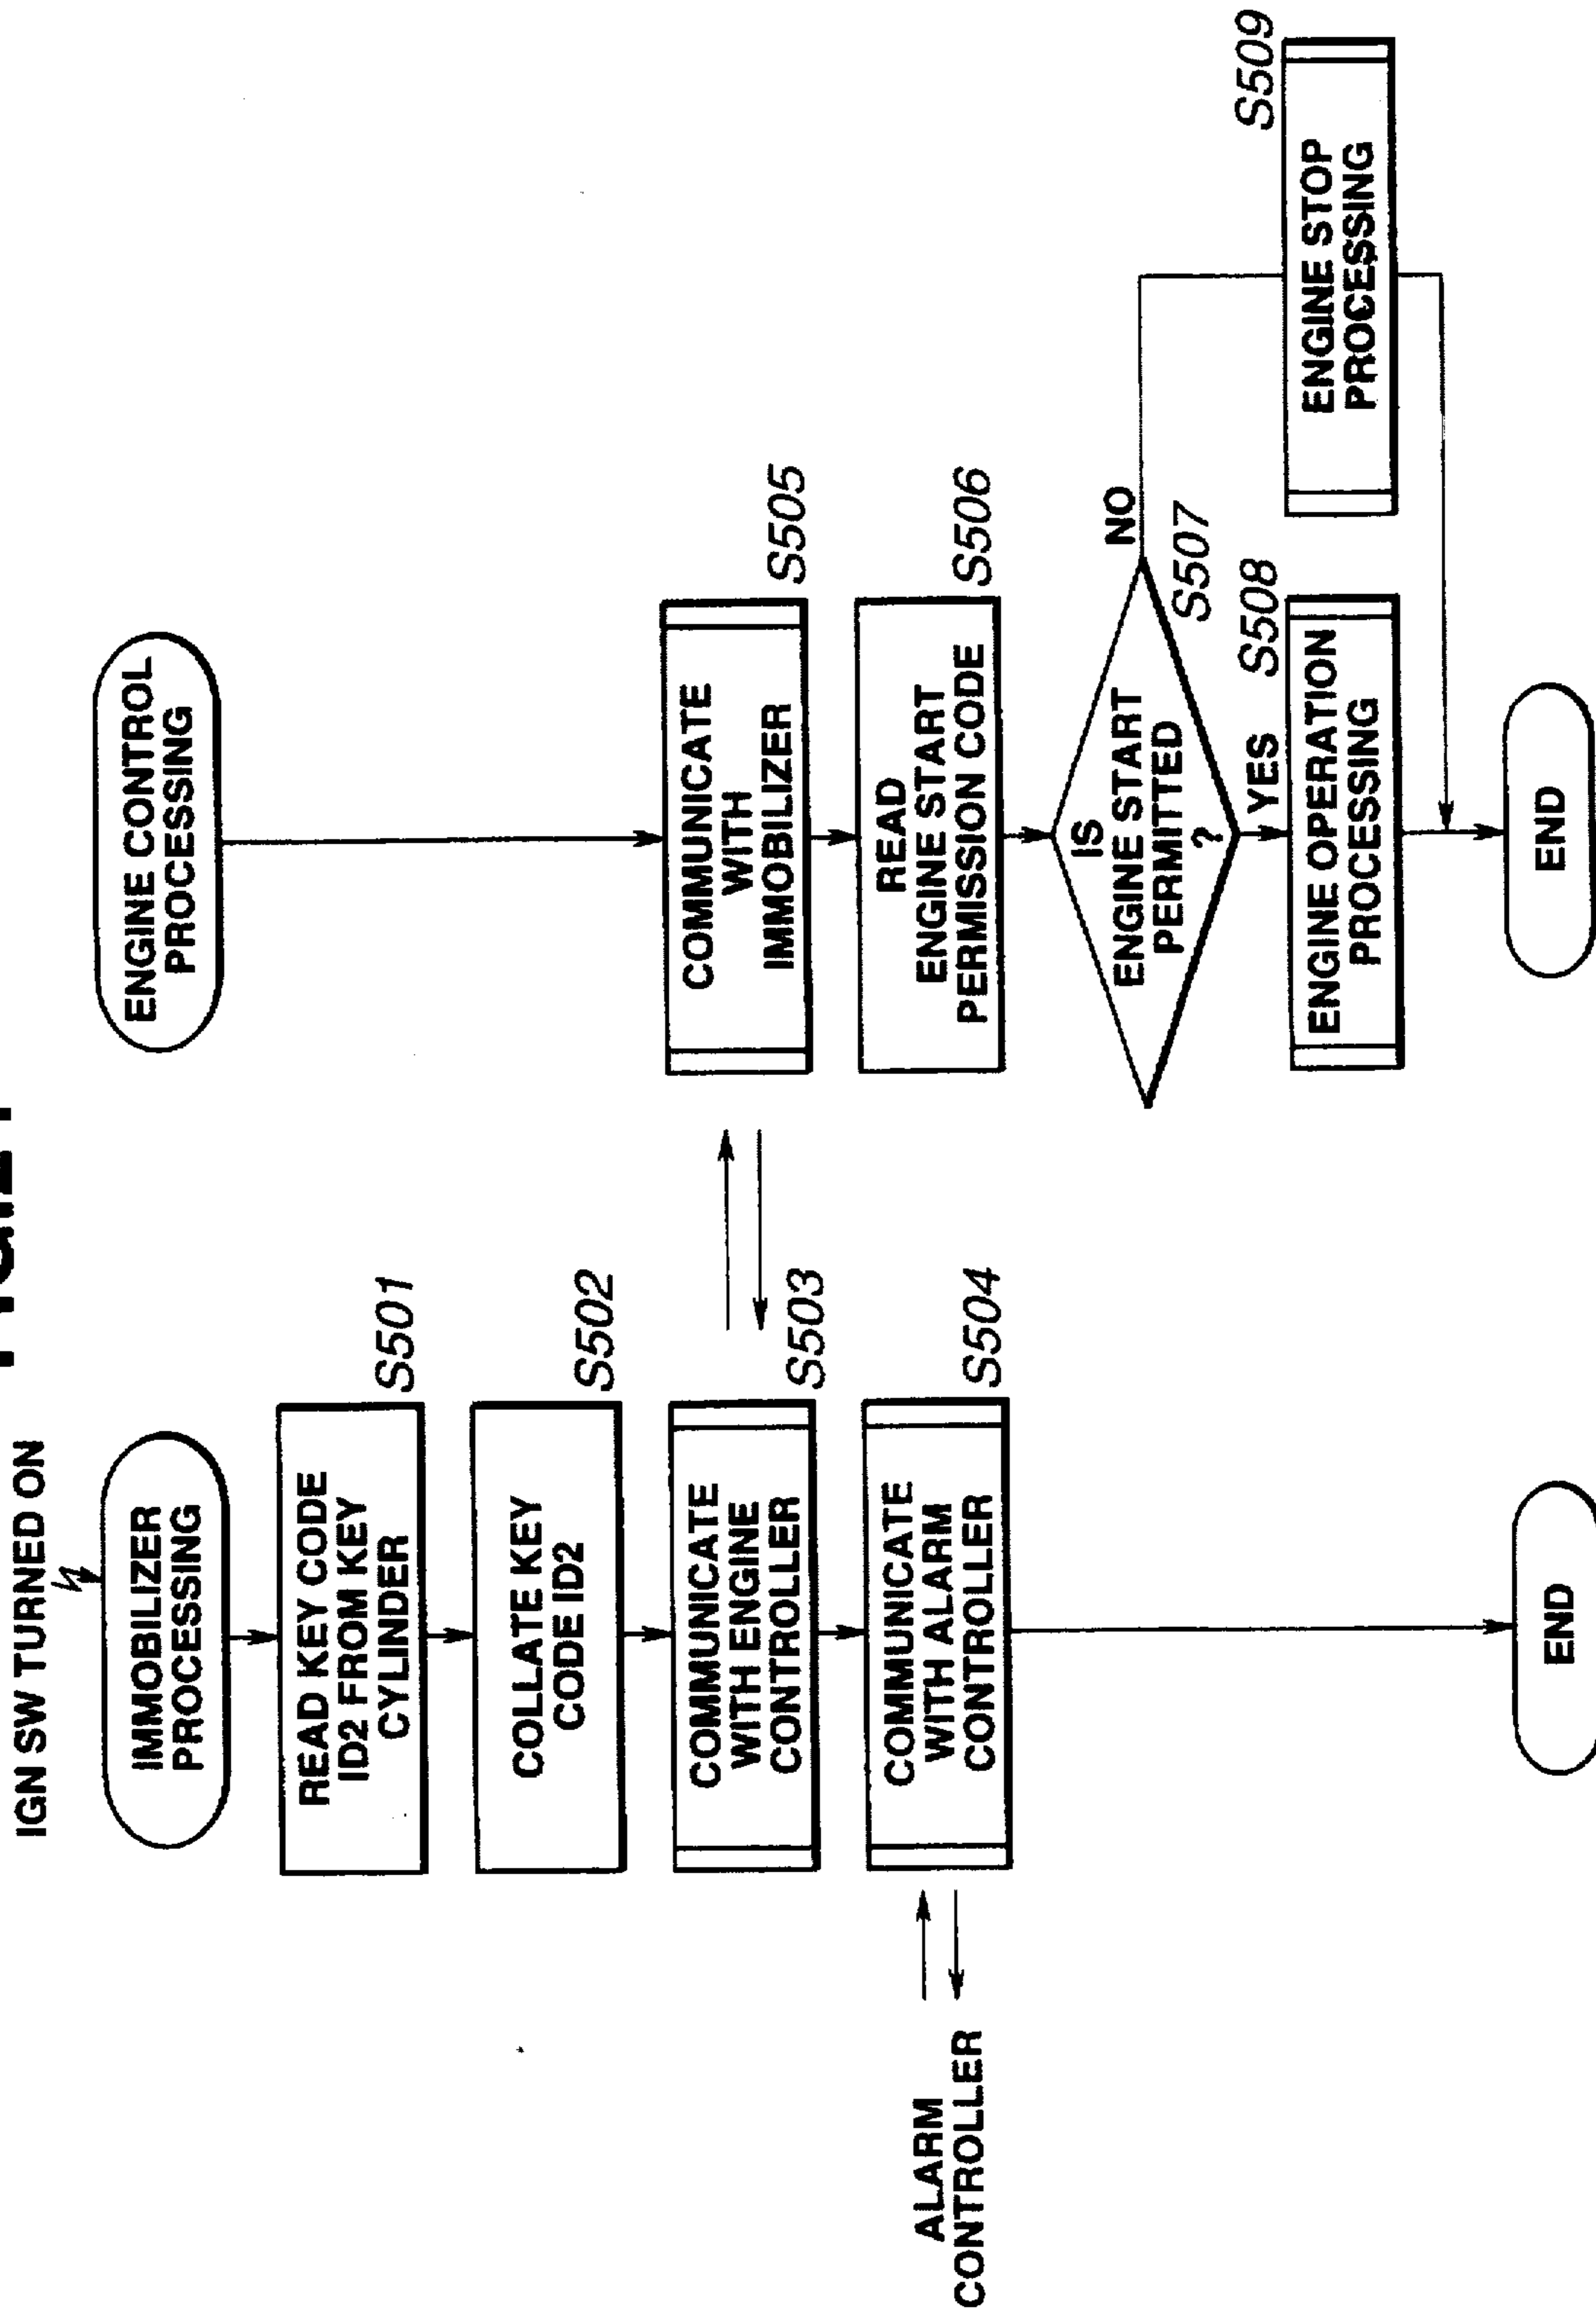 IGN SW TURNED ON
IMMOBILIZER
PROCESSING
READ KEY CODE
ID2 FROM KEY
CYLINDER
S501
COLLATE KEY
CODE ID2
S502
COMMUNICATE
WITH ENGINE
CONTROLLER
S503
COMMUNICATE
WITH ALARM
CONTROLLER
S504
ALARM
CONTROLLER
END
ENGINE CONTROL
PROCESSING
COMMUNICATE
WITH
IMMOBILIZER
S505
READ
ENGINE START
PERMISSION CODE
S506
IS
ENGINE START
PERMITTED
?
NO
S507
YES
S508
ENGINE OPERATION
PROCESSING
S509
ENGINE STOP
PROCESSING
END